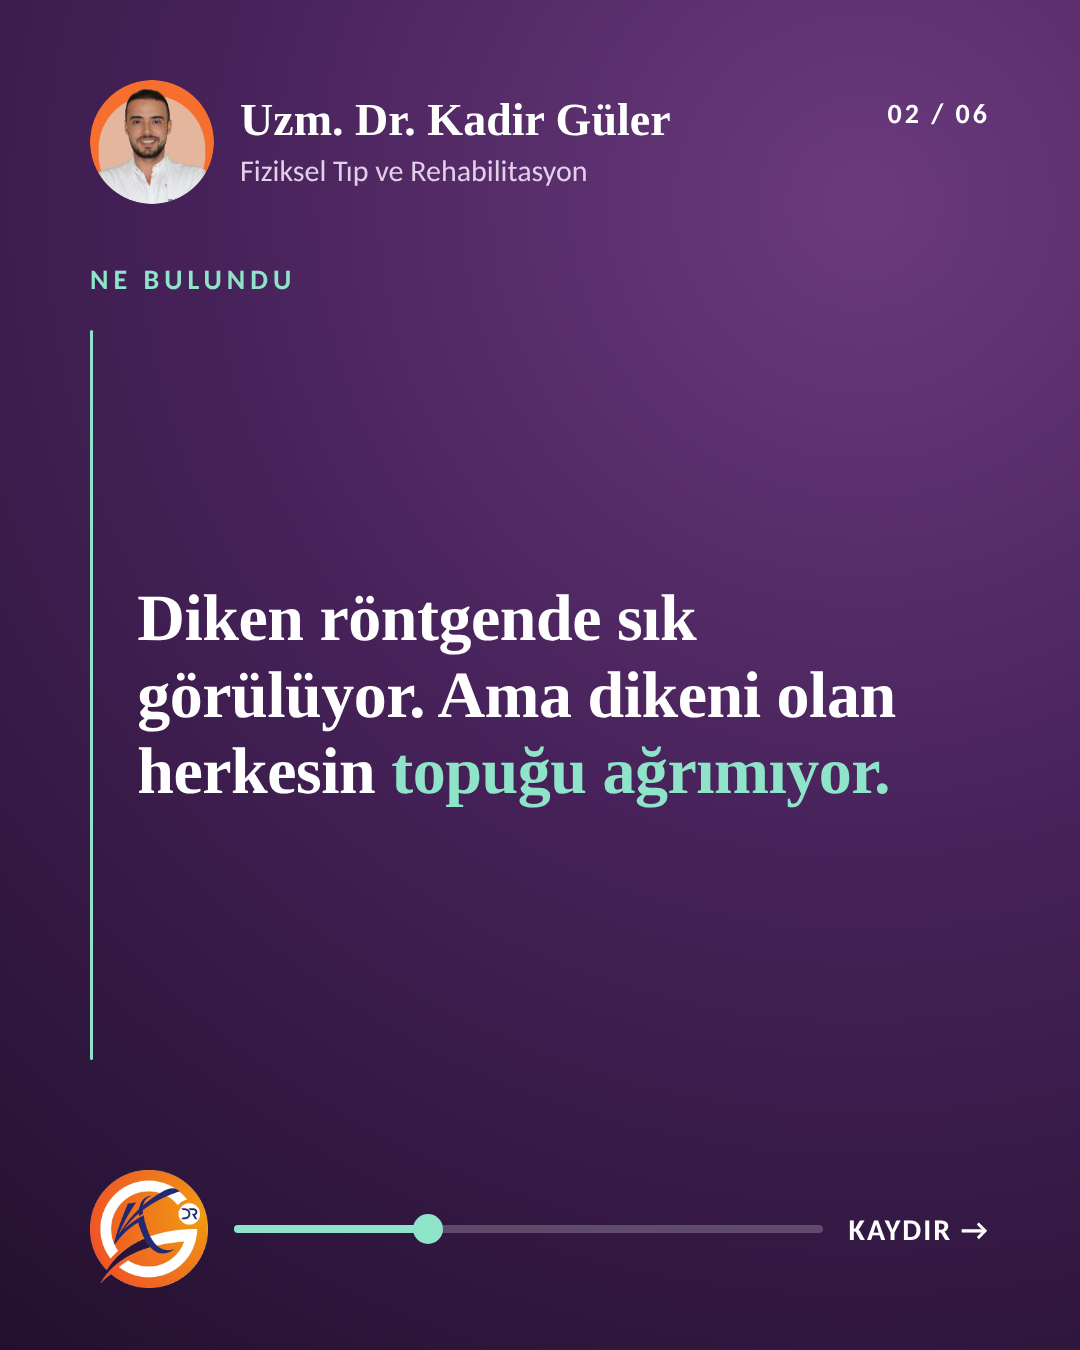 Uzm. Dr. Kadir Güler
Fiziksel Tıp ve Rehabilitasyon
02 / 06
NE BULUNDU
Diken röntgende sık
görülüyor. Ama dikeni olan
herkesin topuğu ağrımıyor.
DR
KAYDIR →